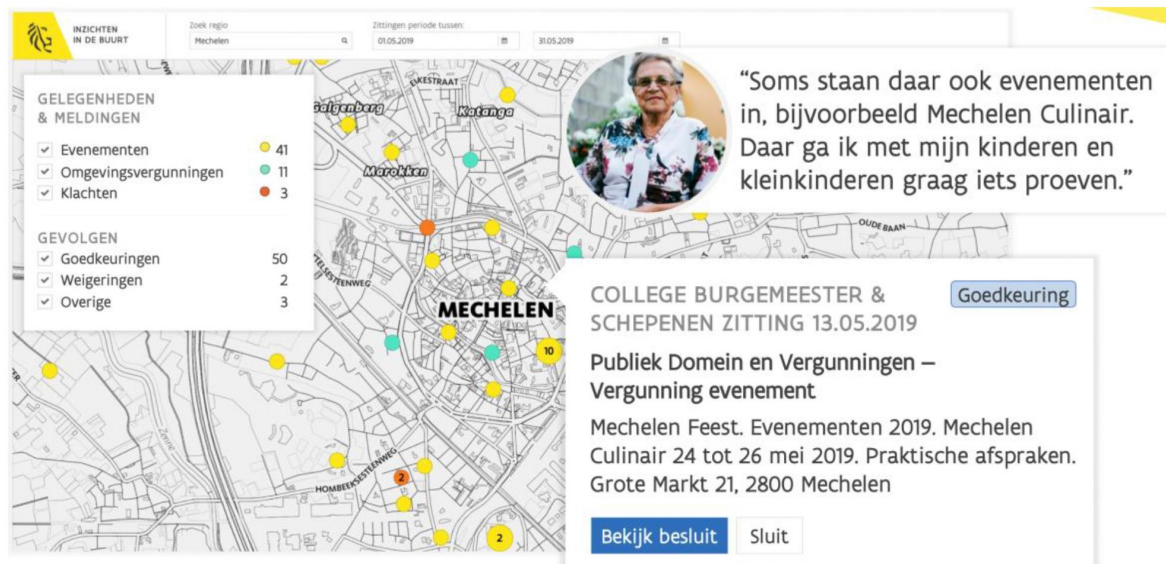 INZICHTEN
IN DE BUURT
Zoek regio
Mechelen
Zittingen periode tussen:
01.05.2019
31.05.2019
GELEGENHEDEN
& MELDINGEN
Evenementen 41
Omgevingsvergunningen 11
Klachten 3
GEVOLGEN
Goedkeuringen 50
Weigeringen 2
Overige 3
Galgenberg
Katanga
Marokken
MECHELEN
10
OUDE BAAN
Zenne
HOMBEEKSESTEENWEG
2
2
“Soms staan daar ook evenementen
in, bijvoorbeeld Mechelen Culinair.
Daar ga ik met mijn kinderen en
kleinkinderen graag iets proeven.”
COLLEGE BURGEMEESTER &
SCHEPENEN ZITTING 13.05.2019
Goedkeuring
Publiek Domein en Vergunningen –
Vergunning evenement
Mechelen Feest. Evenementen 2019. Mechelen
Culinair 24 tot 26 mei 2019. Praktische afspraken.
Grote Markt 21, 2800 Mechelen
Bekijk besluit
Sluit